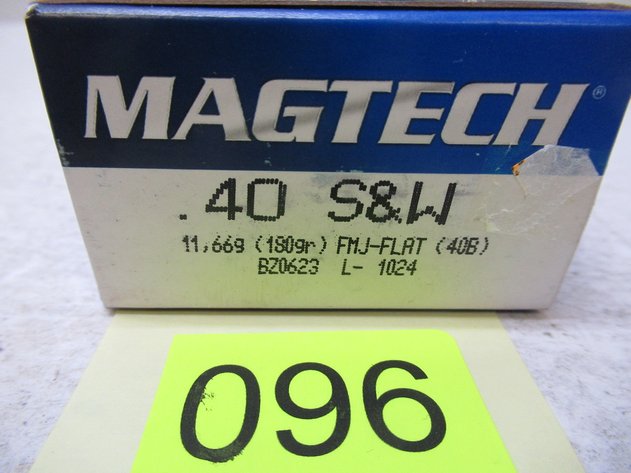 MAGTECH®
.40 S&W
11,66g (180gr) FMJ-FLAT (40B)
BZ0623 L- 1024
096